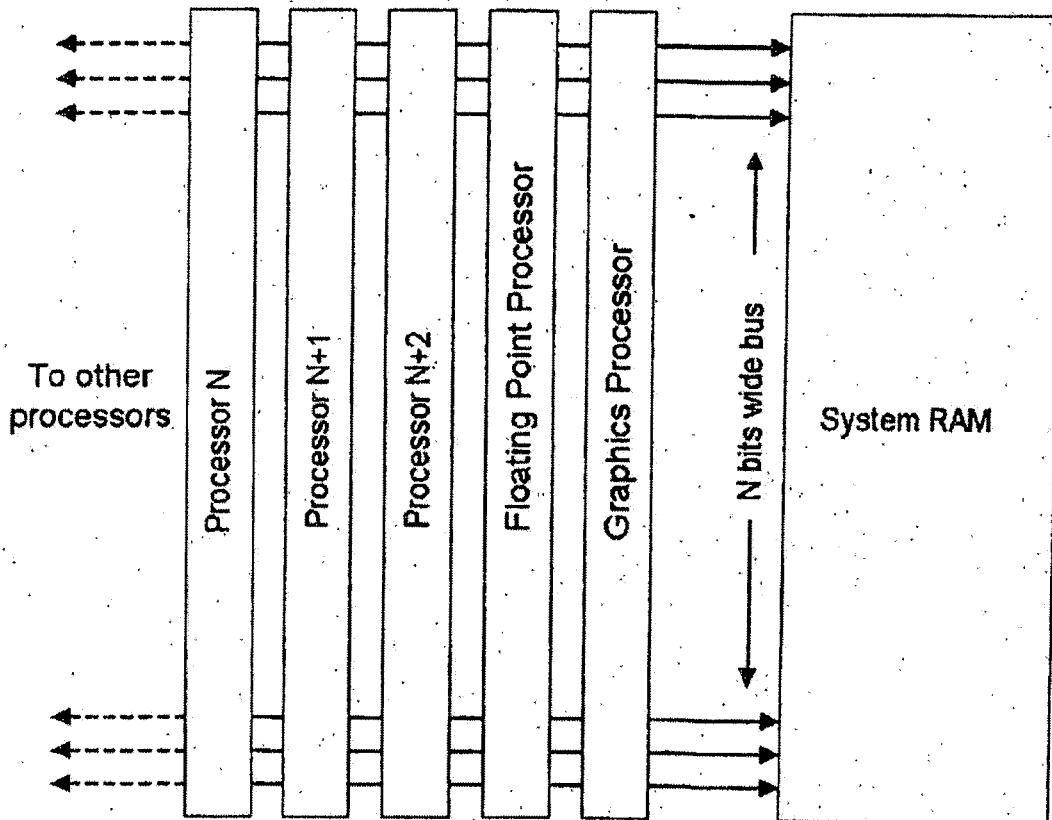 To other
processors
Processor N
Processor N+1
Processor N+2
Floating Point Processor
Graphics Processor
N bits wide bus
System RAM